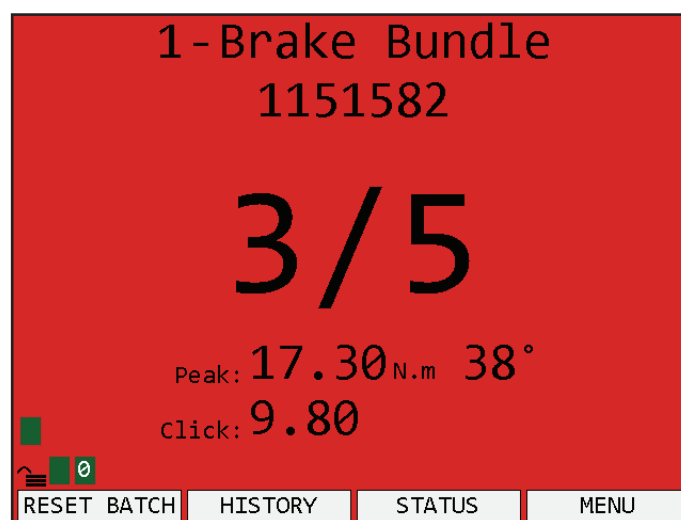 1-Brake Bundle
1151582
3/5
Peak: 17.30 N.m 38°
Click: 9.80
0
RESET BATCH HISTORY STATUS MENU